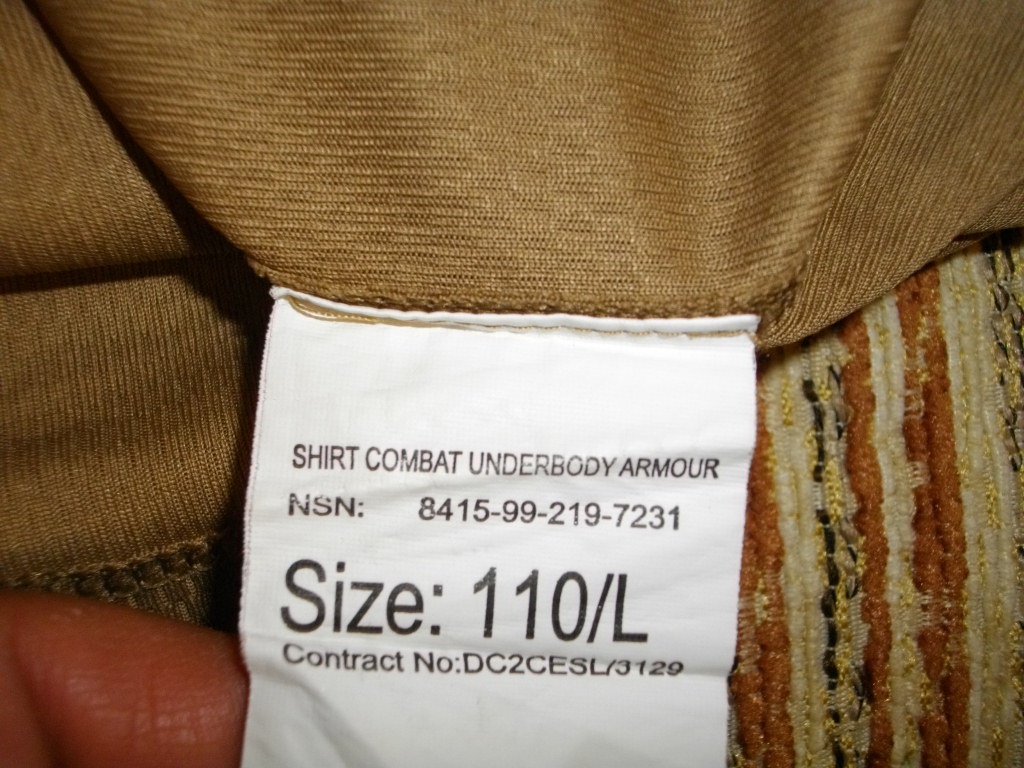 SHIRT COMBAT UNDERBODY ARMOUR
NSN: 8415-99-219-7231
Size: 110/L
Contract No:DC2CESL/3129